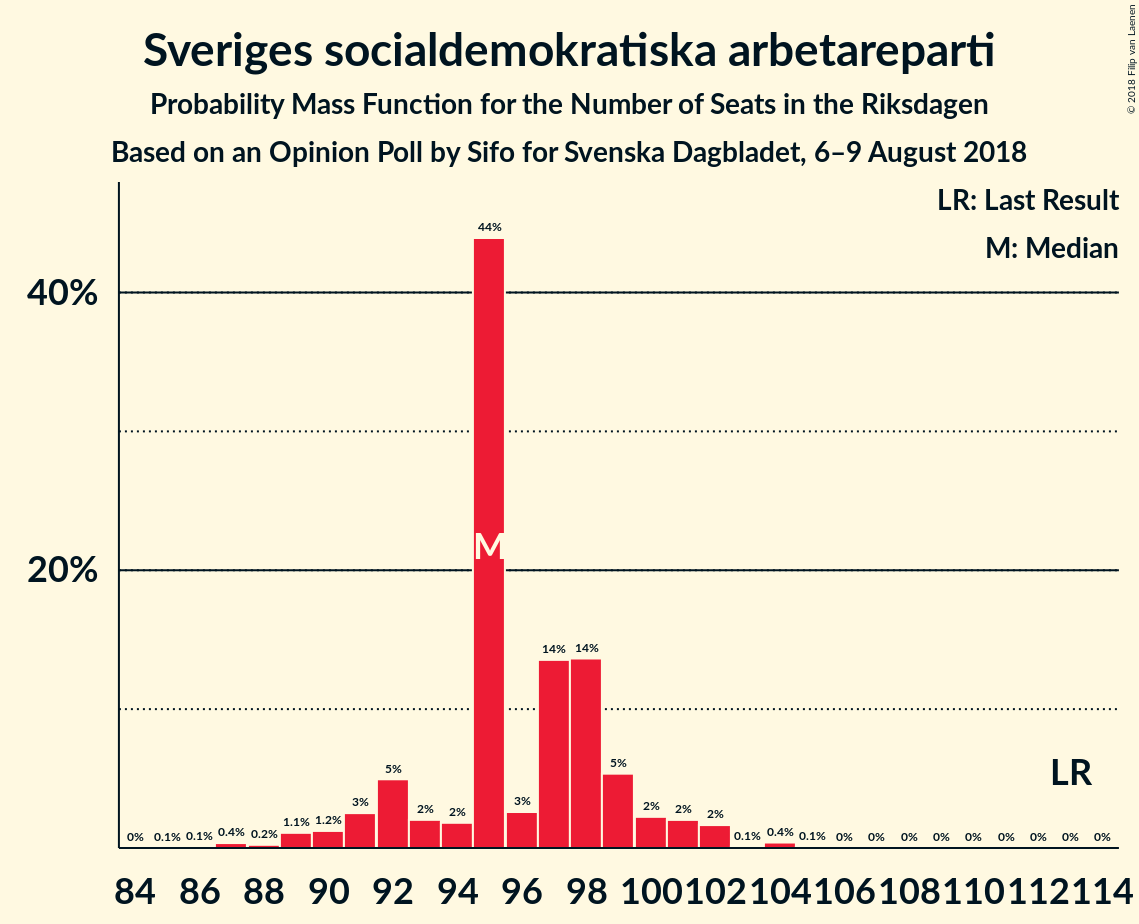 Sveriges socialdemokratiska arbetareparti
Probability Mass Function for the Number of Seats in the Riksdagen
Based on an Opinion Poll by Sifo for Svenska Dagbladet, 6–9 August 2018
© 2018 Filip van Laenen
LR: Last Result
M: Median
40%
20%
0% 0.1% 0.1% 0.4% 0.2% 1.1% 1.2% 3% 5% 2% 2% 44% 3% 14% 14% 5% 2% 2% 2% 0.1% 0.4% 0.1% 0% 0% 0% 0% 0% 0% 0% 0% 0%
M
LR
84 86 88 90 92 94 96 98 100 102 104 106 108 110 112 114